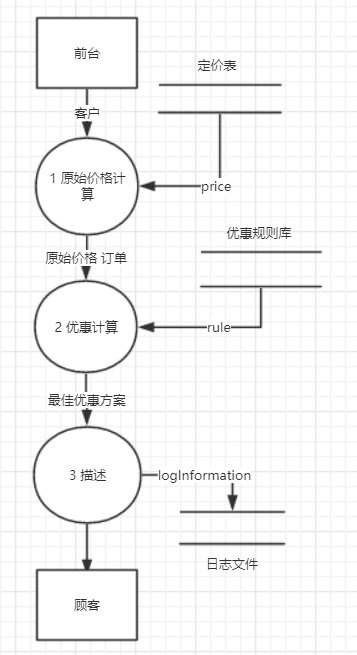 前台
定价表
客户
1 原始价格计
算
price
优惠规则库
原始价格 订单
2 优惠计算
rule
最佳优惠方案
3 描述
logInformation
日志文件
顾客